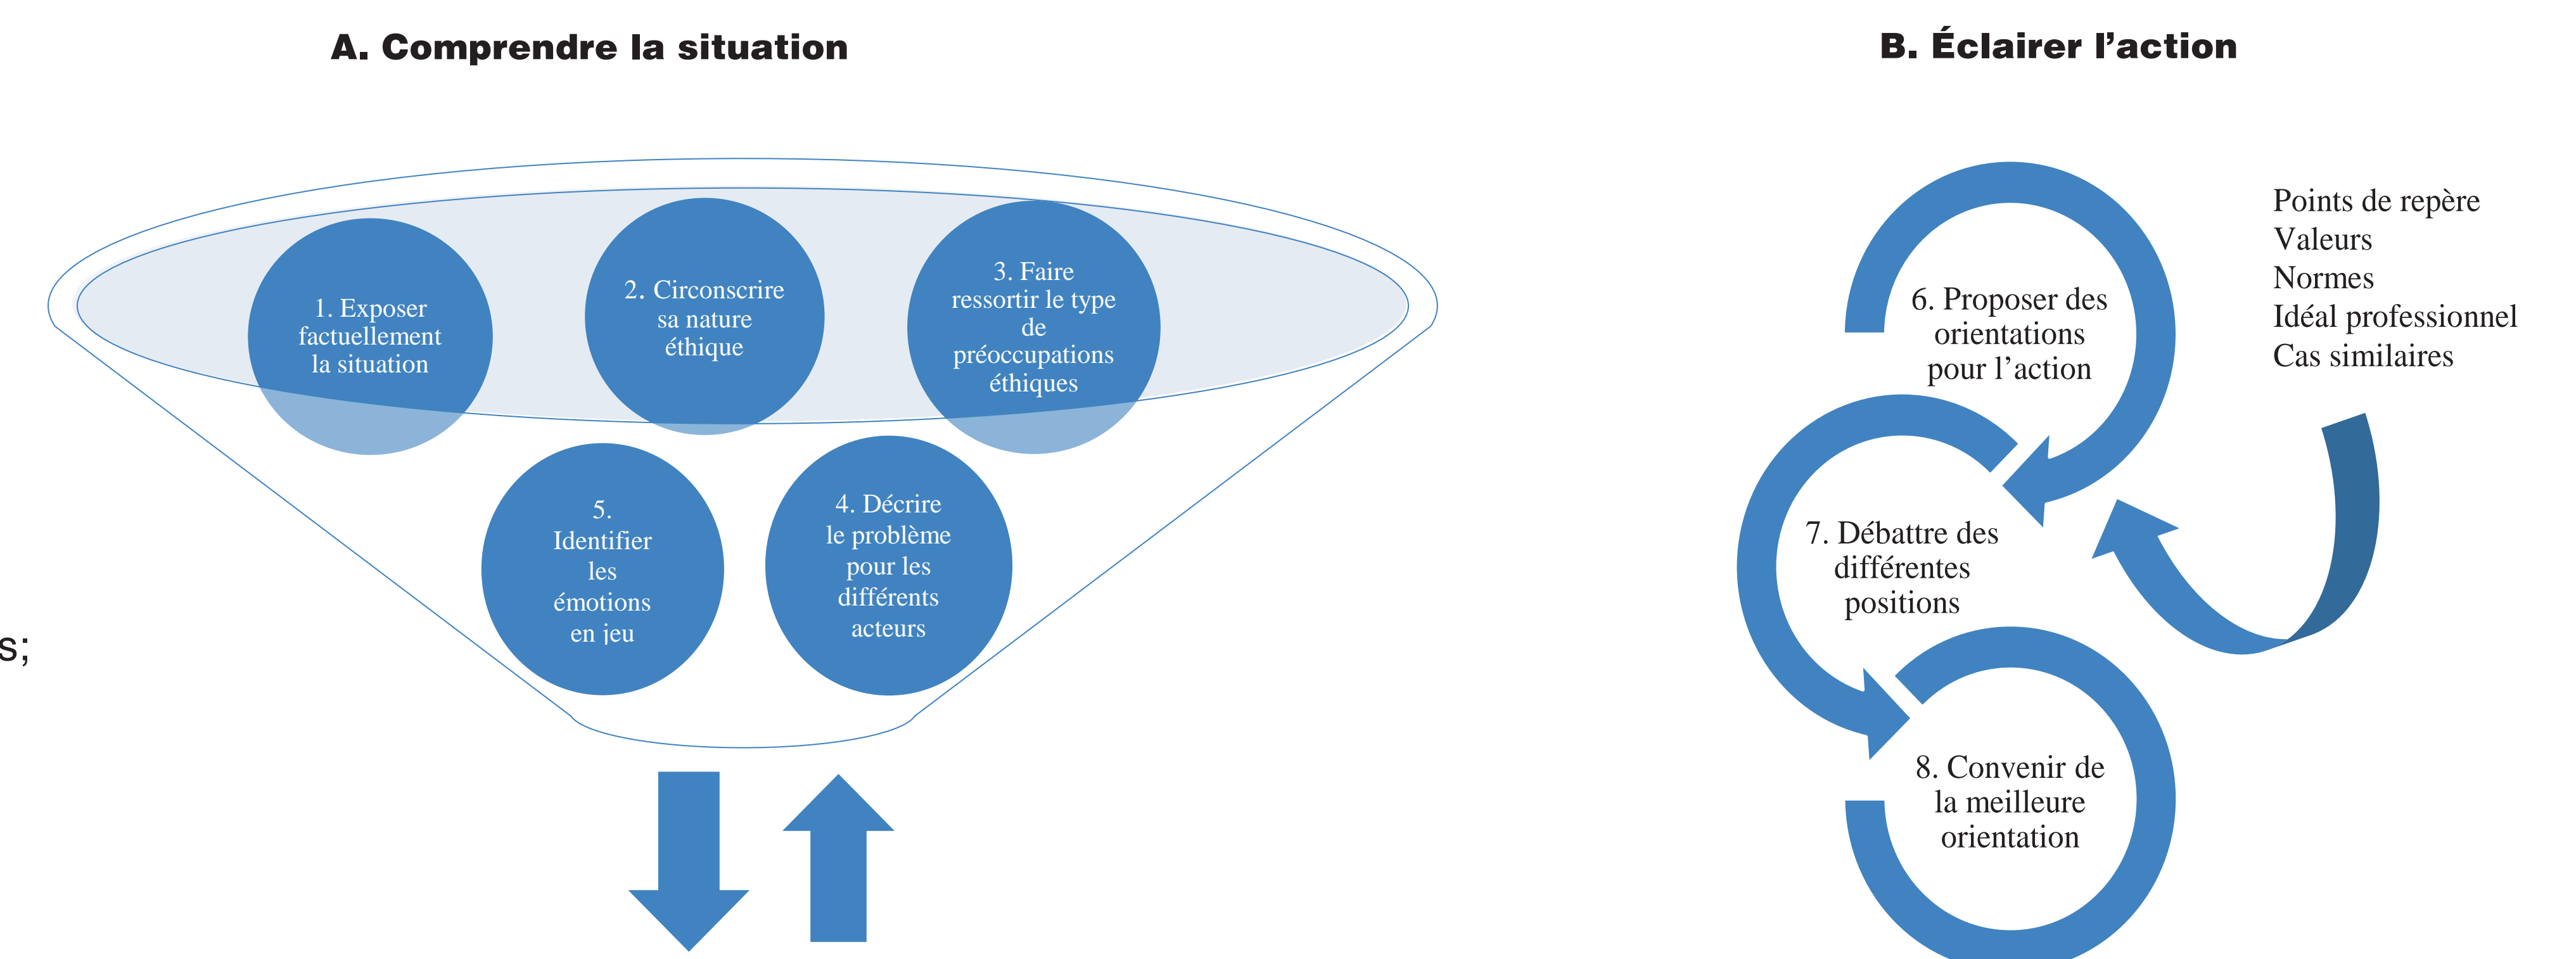 A. Comprendre la situation
1. Exposer
factuellement
la situation
2. Circonscrire
sa nature
éthique
3. Faire
ressortir le type
de
préoccupations
éthiques
5.
Identifier
les
émotions
en jeu
4. Décrire
le problème
pour les
différents
acteurs
s;
B. Éclairer l’action
6. Proposer des
orientations
pour l’action
Points de repère
Valeurs
Normes
Idéal professionnel
Cas similaires
7. Débattre des
différentes
positions
8. Convenir de
la meilleure
orientation